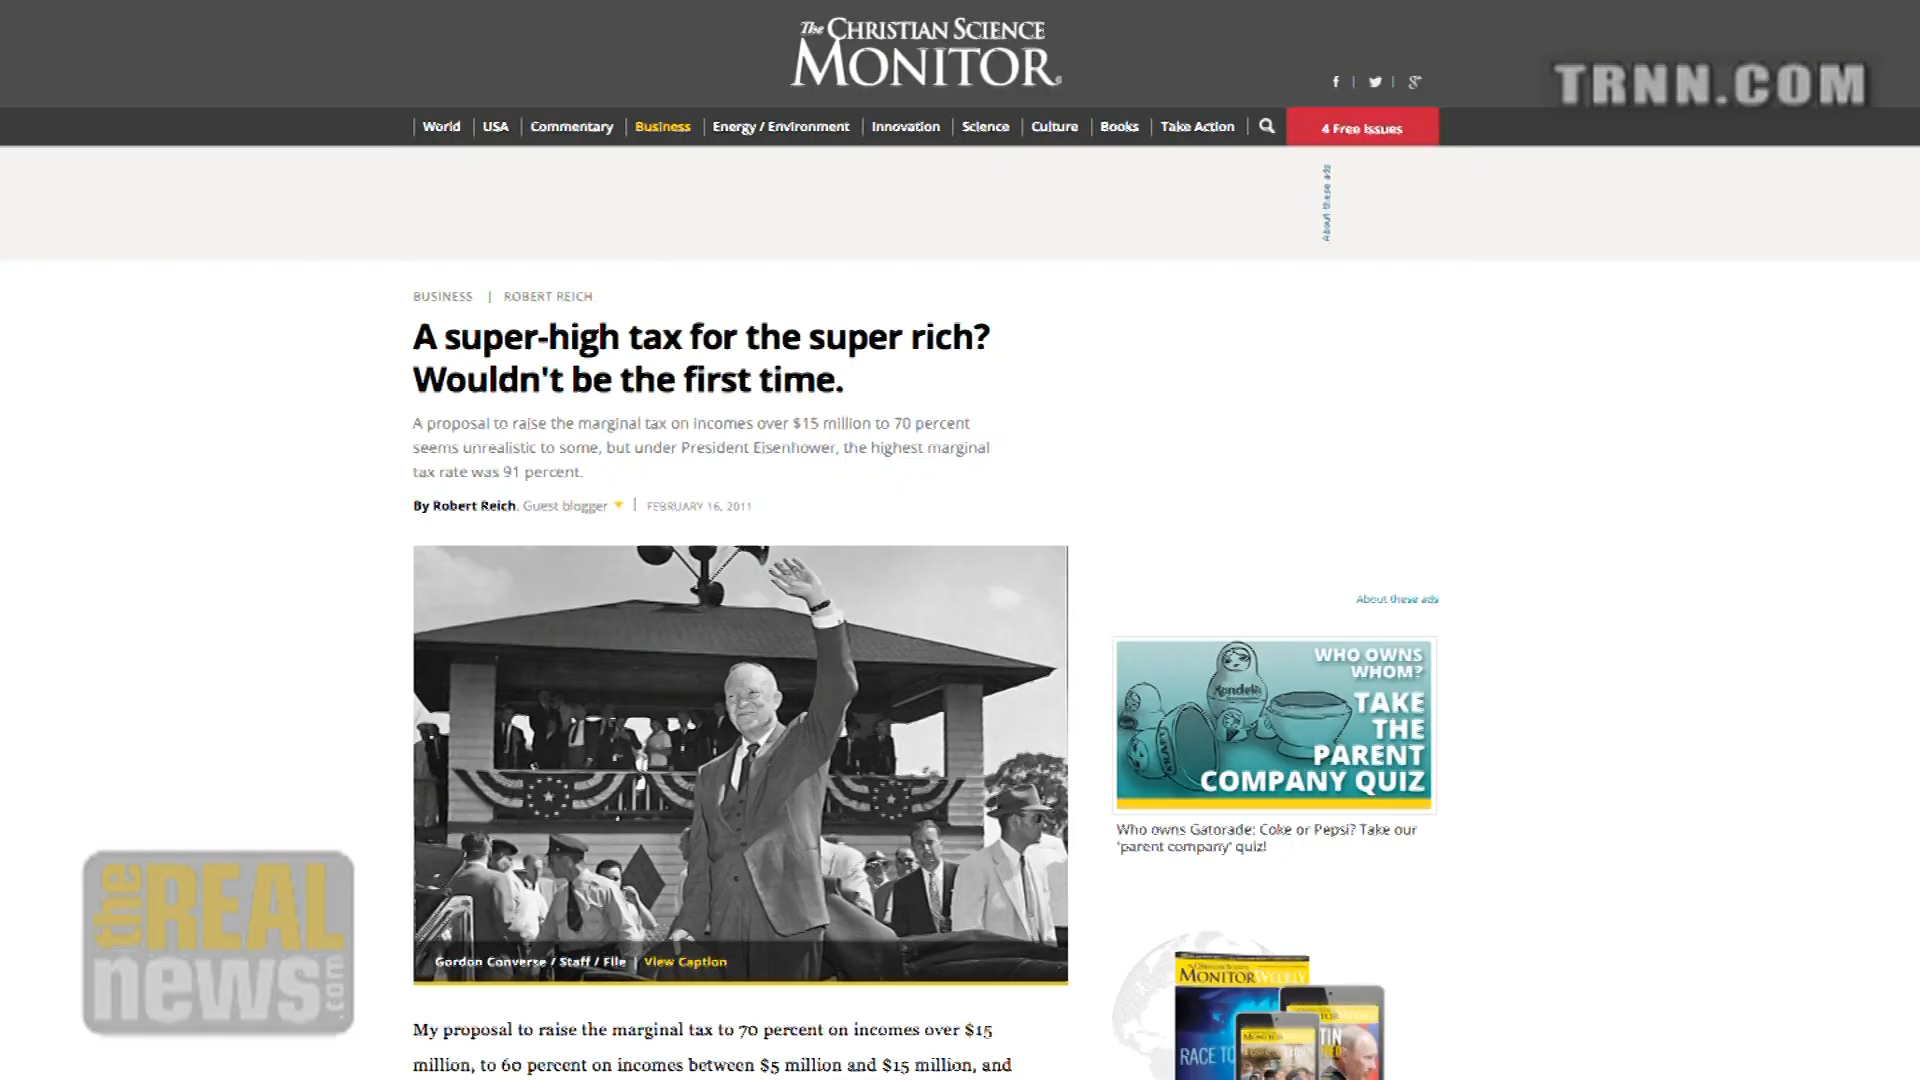 The CHRISTIAN SCIENCE
MONITOR
TRNN.COM
World
USA
Commentary
Business
Energy / Environment
Innovation
Science
Culture
Books
Take Action
4 Free Issues
About these ads
BUSINESS | ROBERT REICH
A super-high tax for the super rich?
Wouldn't be the first time.
A proposal to raise the marginal tax on incomes over $15 million to 70 percent
seems unrealistic to some, but under President Eisenhower, the highest marginal
tax rate was 91 percent.
By Robert Reich, Guest blogger | FEBRUARY 16, 2011
Gordon Converse / Staff / File | View Caption
My proposal to raise the marginal tax to 70 percent on incomes over $15
million, to 60 percent on incomes between $5 million and $15 million, and
About these ads
WHO OWNS
WHOM?
TAKE
THE
PARENT
COMPANY QUIZ
KRAFT
Who owns Gatorade: Coke or Pepsi? Take our
'parent company' quiz!
MONITOR WEEKLY
RACE TO
the REAL
news.com